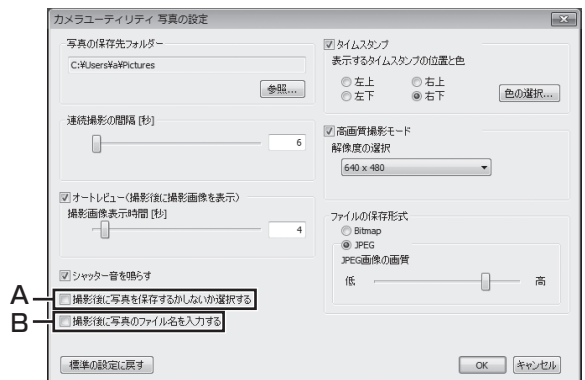 カメラユーティリティ 写真の設定
写真の保存先フォルダー
C:¥Users¥a¥Pictures
参照...
連続撮影の間隔 [秒]
6
オートレビュー(撮影後に撮影画像を表示)
撮影画像表示時間 [秒]
4
シャッター音を鳴らす
A
撮影後に写真を保存するかしないか選択する
B
撮影後に写真のファイル名を入力する
標準の設定に戻す
タイムスタンプ
表示するタイムスタンプの位置と色
左上 右上
左下 右下
色の選択...
高画質撮影モード
解像度の選択
640 x 480
ファイルの保存形式
Bitmap
JPEG
JPEG画像の画質
低 高
OK キャンセル